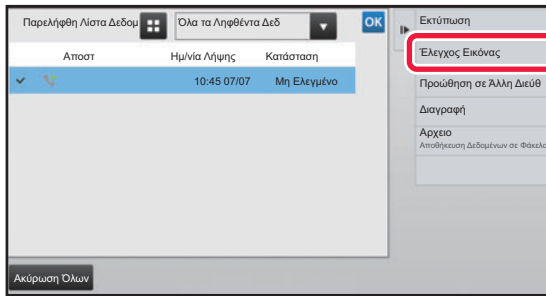 Παρελήφθη Λίστα Δεδομ
Όλα τα Ληφθέντα Δεδ
OK
Αποστ
Ημ/νία Λήψης
Κατάσταση
10:45 07/07
Μη Ελεγμένο
Ακύρωση Όλων
Εκτύπωση
Έλεγχος Εικόνας
Προώθηση σε Άλλη Διεύθ
Διαγραφή
Αρχειο
Αποθήκευση Δεδομένων σε Φάκελο